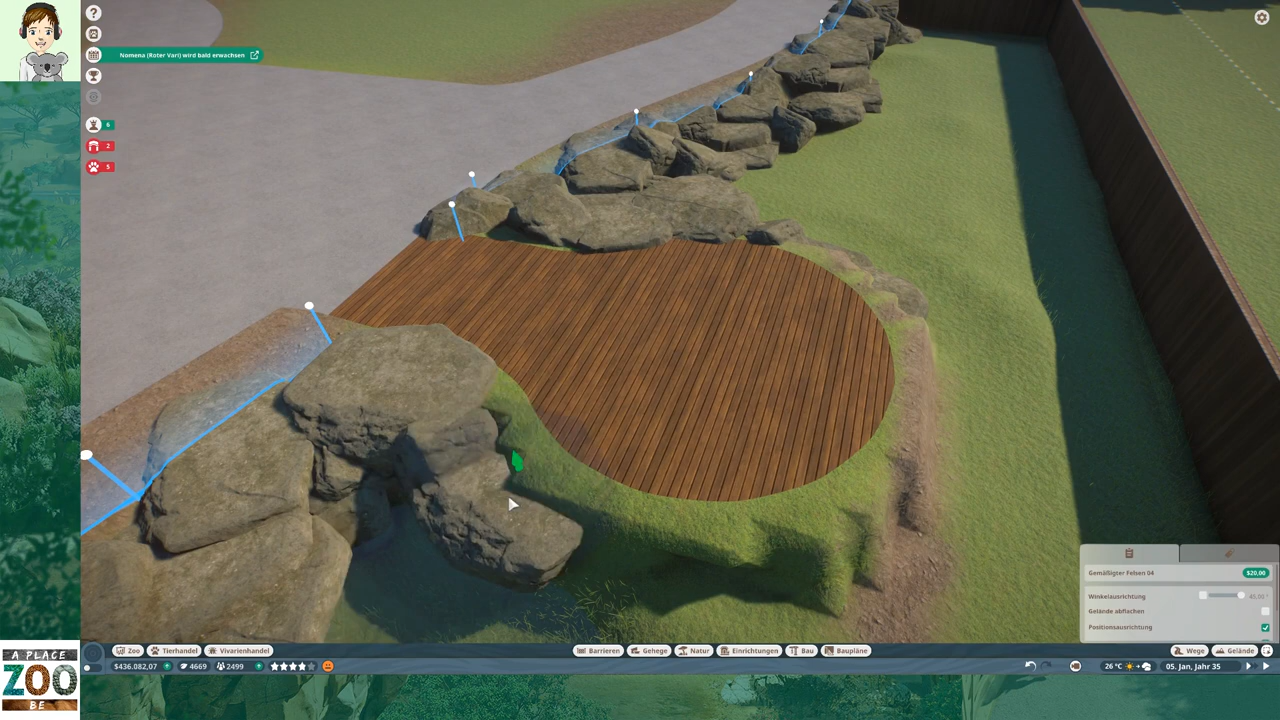 ?
Nomena (Roter Vari) wird bald erwachsen
6
2
5
Gemäßigter Felsen 04
$20,00
Winkelausrichtung
Gelände abflachen
Positionsausrichtung
Zoo
Tierhandel
Vivarienhandel
Barrieren
Gehege
Natur
Einrichtungen
Bau
Baupläne
Wege
Gelände
$436.082,07
4669
2499
26 °C
05. Jan, Jahr 35
A PLACE
ZOO
BE